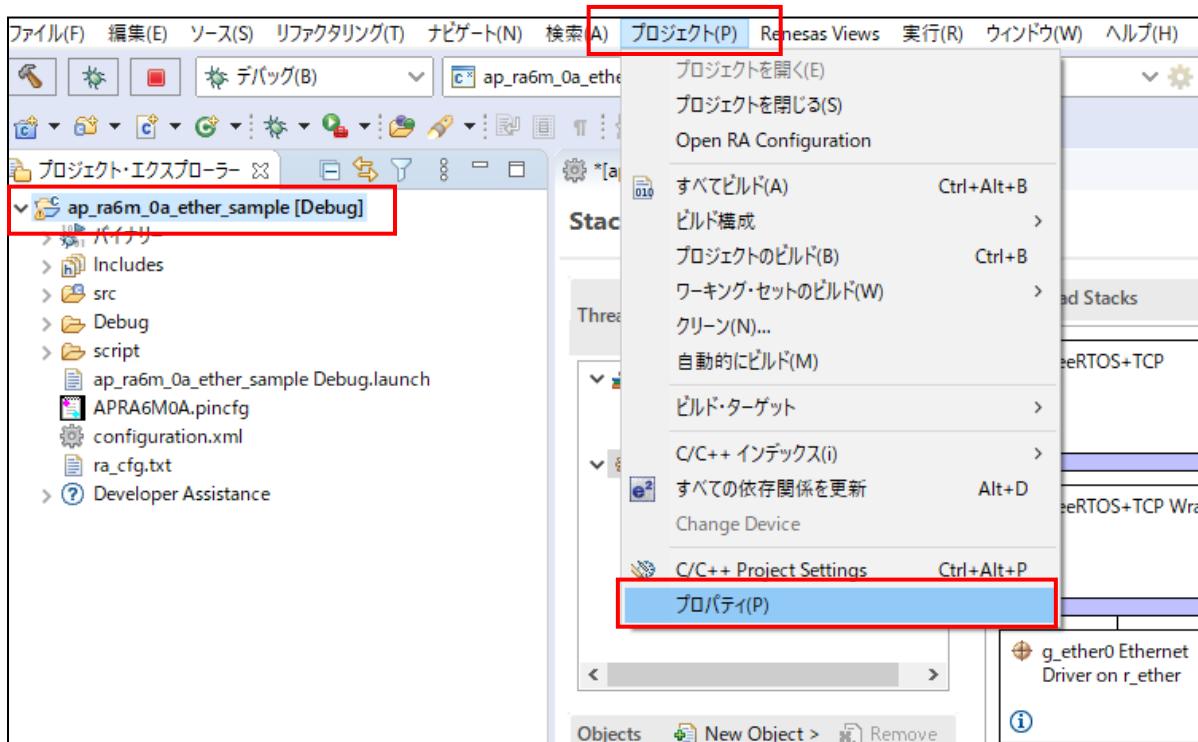 ファイル(F) 編集(E) ソース(S) リファクタリング(T) ナビゲート(N) 検索(A) プロジェクト(P) Renesas Views 実行(R) ウィンドウ(W) ヘルプ(H)
デバッグ(B) ap_ra6m_0a_ethe
プロジェクト・エクスプローラー
*[a
ap_ra6m_0a_ether_sample [Debug]
バイナリー
Includes
src
Debug
script
ap_ra6m_0a_ether_sample Debug.launch
APRA6M0A.pincfg
configuration.xml
ra_cfg.txt
Developer Assistance
プロジェクトを開く(E)
プロジェクトを閉じる(S)
Open RA Configuration
すべてビルド(A) Ctrl+Alt+B
ビルド構成
プロジェクトのビルド(B) Ctrl+B
ワーキング・セットのビルド(W)
クリーン(N)...
自動的にビルド(M)
ビルド・ターゲット
C/C++ インデックス(i)
すべての依存関係を更新 Alt+D
Change Device
C/C++ Project Settings Ctrl+Alt+P
プロパティ(P)
Stac
Threa
ad Stacks
eeRTOS+TCP
eeRTOS+TCP Wra
g_ether0 Ethernet
Driver on r_ether
Objects New Object > Remove